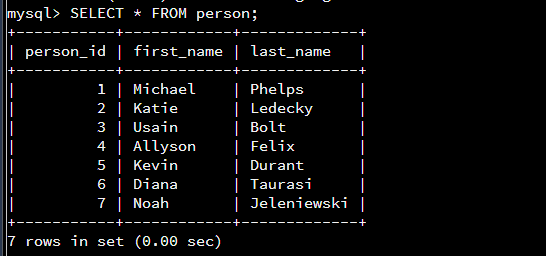 mysql> SELECT * FROM person;
+-----------+------------+-------------+
| person_id | first_name | last_name   |
+-----------+------------+-------------+
|         1 | Michael    | Phelps      |
|         2 | Katie      | Ledecky     |
|         3 | Usain      | Bolt        |
|         4 | Allyson    | Felix       |
|         5 | Kevin      | Durant      |
|         6 | Diana      | Taurasi     |
|         7 | Noah       | Jeleniewski |
+-----------+------------+-------------+
7 rows in set (0.00 sec)